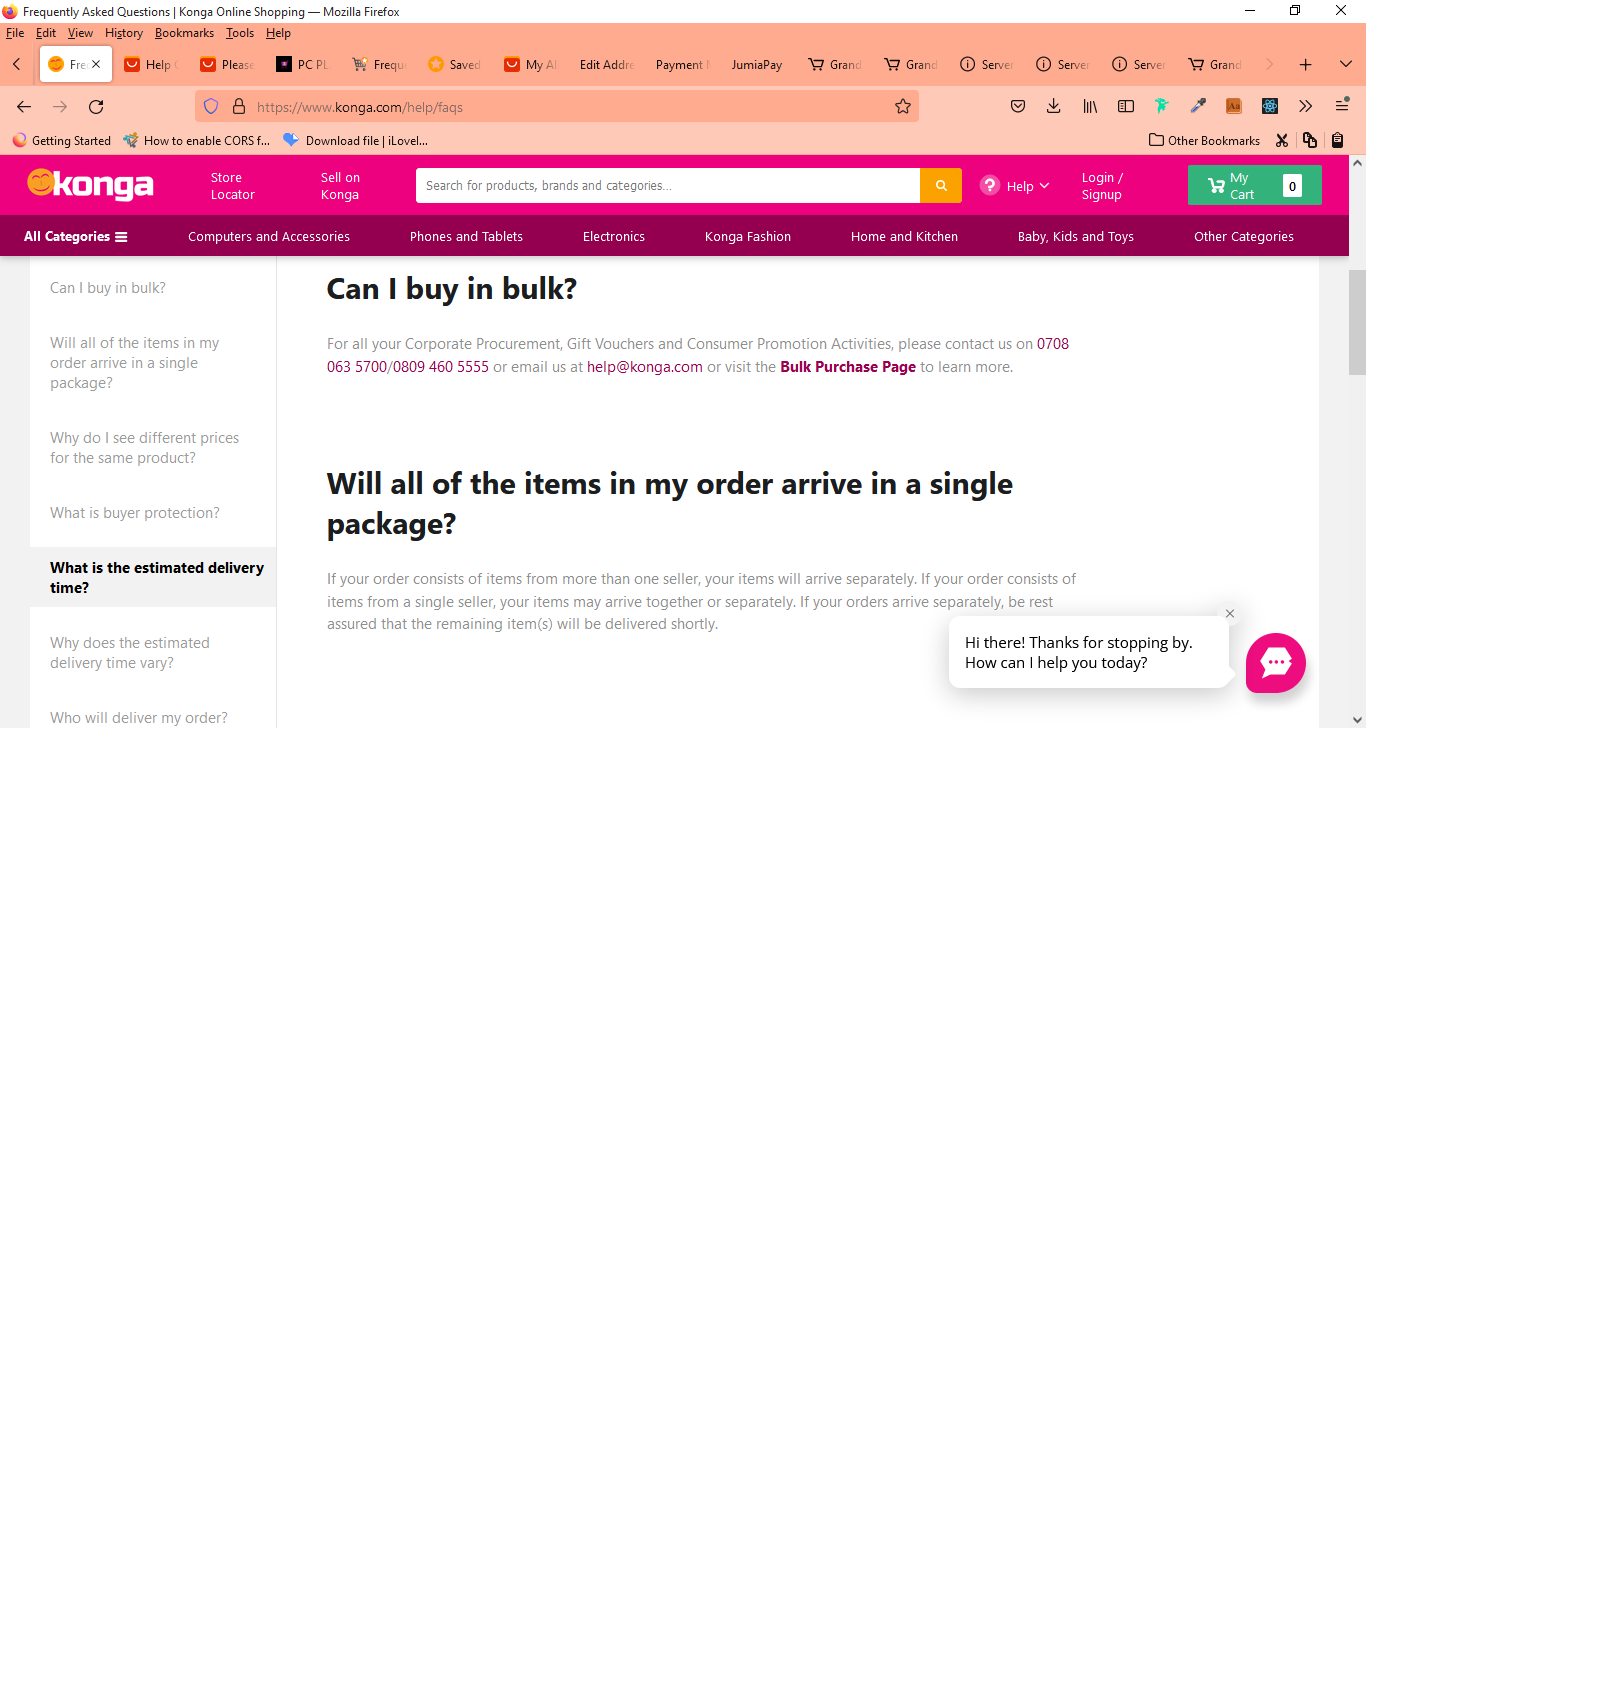 Frequently Asked Questions | Konga Online Shopping — Mozilla Firefox
File Edit View History Bookmarks Tools Help
Fre Help Please PC PL Frequ Saved My Al Edit Addre Payment JumiaPay Grand Grand Server Server Server Grand
https://www.konga.com/help/faqs
Getting Started How to enable CORS f... Download file | iLovel... Other Bookmarks
konga
Store
Locator
Sell on
Konga
Search for products, brands and categories...
? Help
Login /
Signup
My
Cart
0
All Categories Computers and Accessories Phones and Tablets Electronics Konga Fashion Home and Kitchen Baby, Kids and Toys Other Categories
Can I buy in bulk?
Will all of the items in my
order arrive in a single
package?
Why do I see different prices
for the same product?
What is buyer protection?
What is the estimated delivery
time?
Why does the estimated
delivery time vary?
Who will deliver my order?
Can I buy in bulk?
For all your Corporate Procurement, Gift Vouchers and Consumer Promotion Activities, please contact us on 0708
063 5700/0809 460 5555 or email us at help@konga.com or visit the Bulk Purchase Page to learn more.
Will all of the items in my order arrive in a single
package?
If your order consists of items from more than one seller, your items will arrive separately. If your order consists of
items from a single seller, your items may arrive together or separately. If your orders arrive separately, be rest
assured that the remaining item(s) will be delivered shortly.
Hi there! Thanks for stopping by.
How can I help you today?